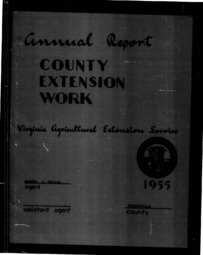 Annual Report
COUNTY
EXTENSION
WORK
Virginia Agricultural Extension Service
agent
1955
assistant agent
county